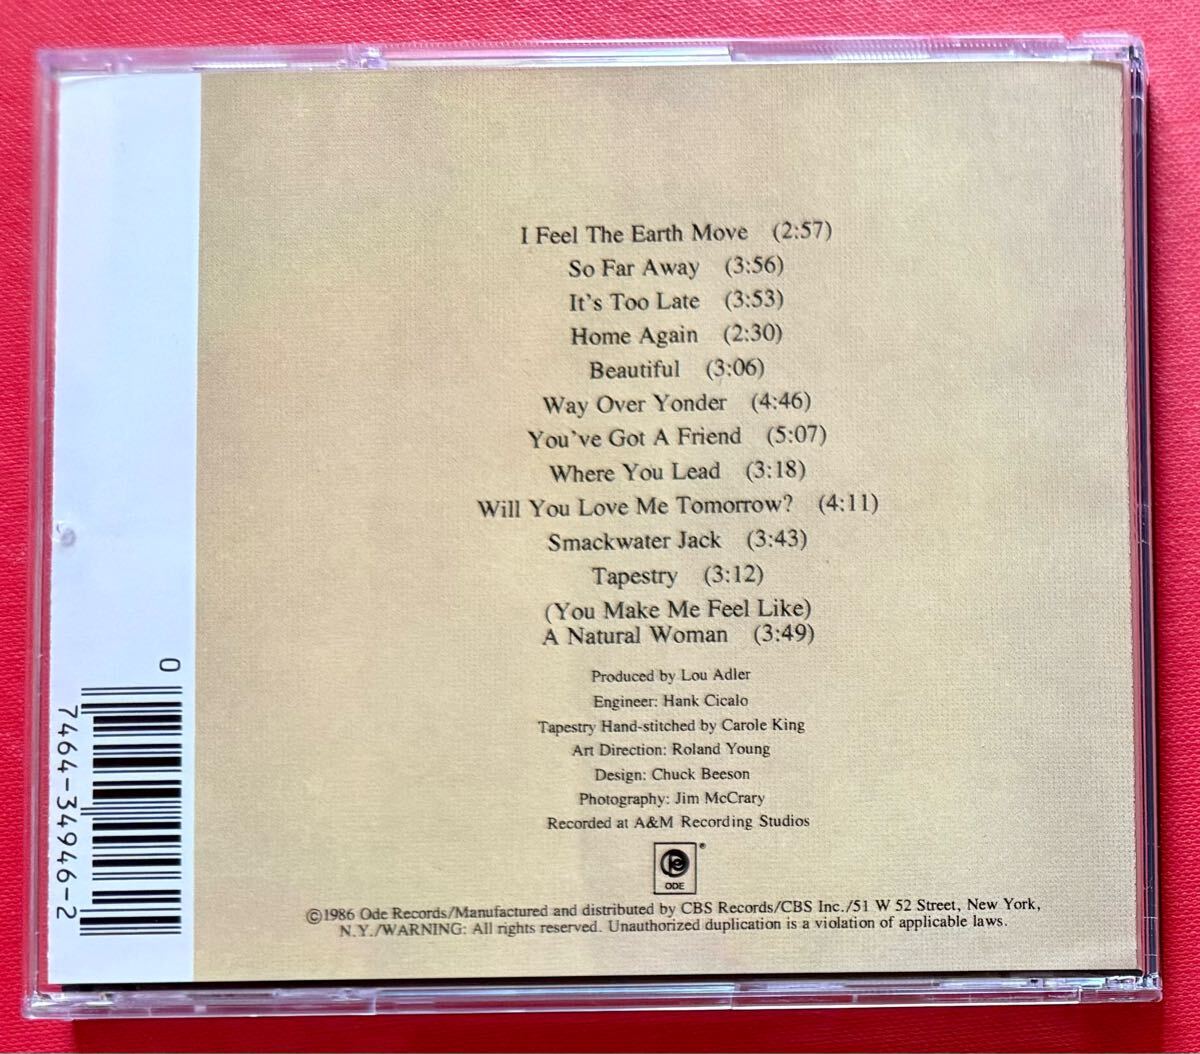 I Feel The Earth Move (2:57)
So Far Away (3:56)
It's Too Late (3:53)
Home Again (2:30)
Beautiful (3:06)
Way Over Yonder (4:46)
You've Got A Friend (5:07)
Where You Lead (3:18)
Will You Love Me Tomorrow? (4:11)
Smackwater Jack (3:43)
Tapestry (3:12)
(You Make Me Feel Like)
A Natural Woman (3:49)
Produced by Lou Adler
Engineer: Hank Cicalo
Tapestry Hand-stitched by Carole King
Art Direction: Roland Young
Design: Chuck Beeson
Photography: Jim McCrary
Recorded at A&M Recording Studios
®
ODE
©1986 Ode Records/Manufactured and distributed by CBS Records/CBS Inc./51 W 52 Street, New York,
N.Y./WARNING: All rights reserved. Unauthorized duplication is a violation of applicable laws.
0
7464-34946-2